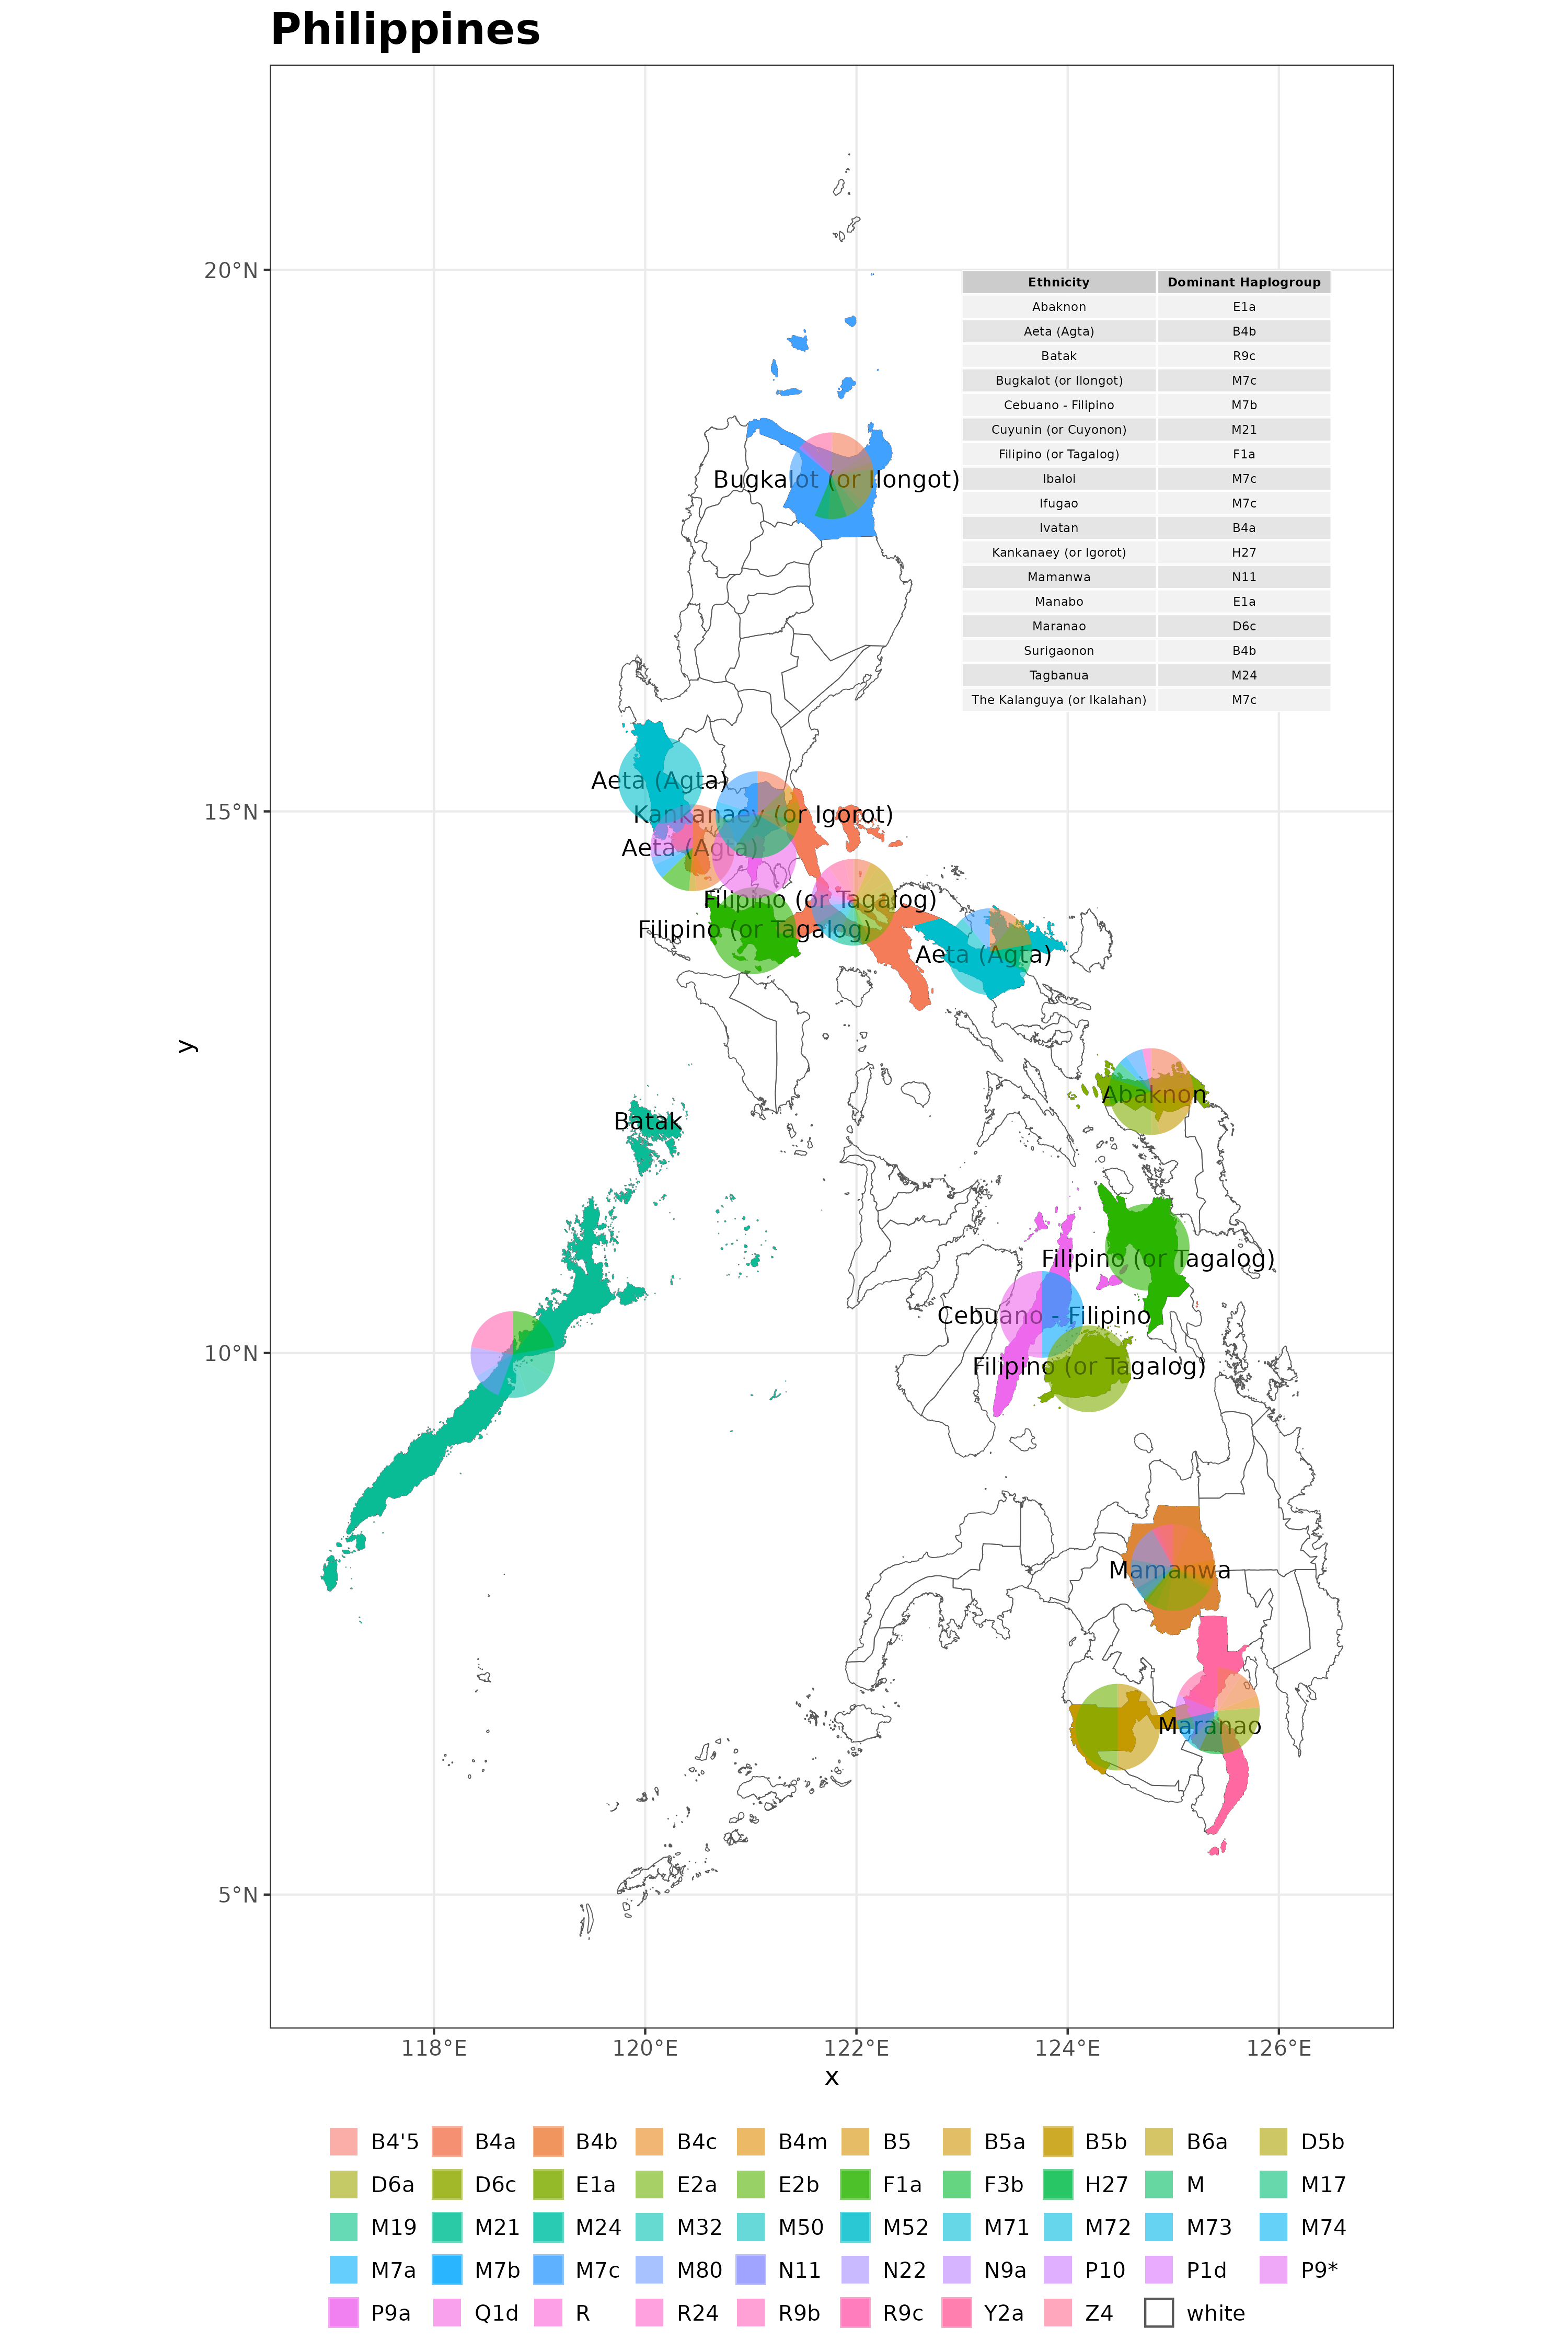 Philippines
20°N
15°N
10°N
5°N
y
Ethnicity Dominant Haplogroup
Abaknon E1a
Aeta (Agta) B4b
Batak R9c
Bugkalot (or Ilongot) M7c
Cebuano - Filipino M7b
Cuyunin (or Cuyonon) M21
Filipino (or Tagalog) F1a
Ibaloi M7c
Ifugao M7c
Ivatan B4a
Kankanaey (or Igorot) H27
Mamanwa N11
Manabo E1a
Maranao D6c
Surigaonon B4b
Tagbanua M24
The Kalanguya (or Ikalahan) M7c
Bugkalot (or Ilongot)
Aeta (Agta)
Kankanaey (or Igorot)
Aeta (Agta)
Filipino (or Tagalog)
Filipino (or Tagalog)
Aeta (Agta)
Abaknon
Batak
Filipino (or Tagalog)
Cebuano - Filipino
Filipino (or Tagalog)
Mamanwa
Maranao
118°E 120°E 122°E 124°E 126°E
x
B4'5 B4a B4b B4c B4m B5 B5a B5b B6a D5b
D6a D6c E1a E2a E2b F1a F3b H27 M M17
M19 M21 M24 M32 M50 M52 M71 M72 M73 M74
M7a M7b M7c M80 N11 N22 N9a P10 P1d P9*
P9a Q1d R R24 R9b R9c Y2a Z4 white